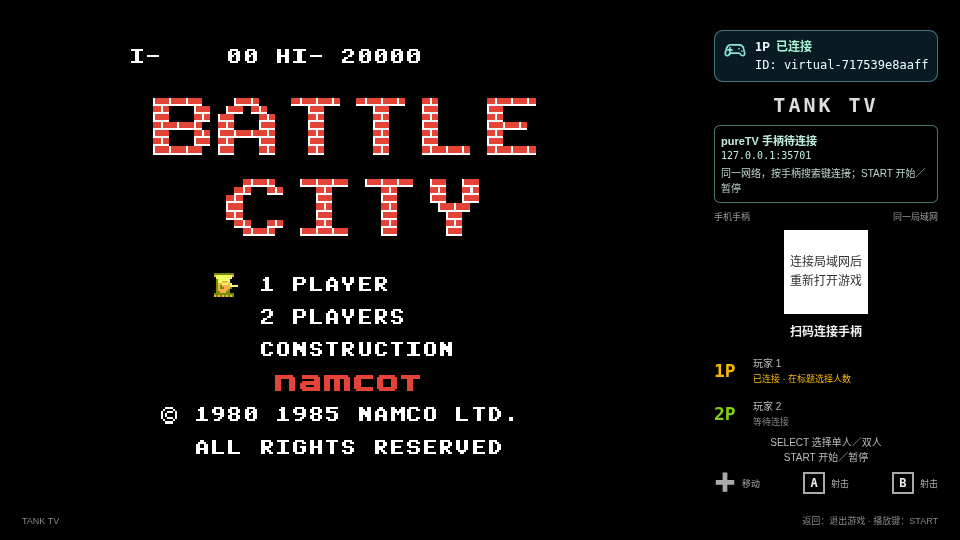 I-     00 HI- 20000
BATTLE
CITY
1 PLAYER
2 PLAYERS
CONSTRUCTION
namcot
© 1980 1985 NAMCO LTD.
ALL RIGHTS RESERVED
TANK TV
1P 已连接
ID: virtual-717539e8aaff
TANK TV
pureTV 手柄待连接
127.0.0.1:35701
同一网络，按手柄搜索键连接；START 开始／
暂停
手机手柄 同一局域网
连接局域网后
重新打开游戏
扫码连接手柄
1P 玩家 1
已连接 · 在标题选择人数
2P 玩家 2
等待连接
SELECT 选择单人／双人
START 开始／暂停
移动 A 射击 B 射击
返回：退出游戏 · 播放键：START